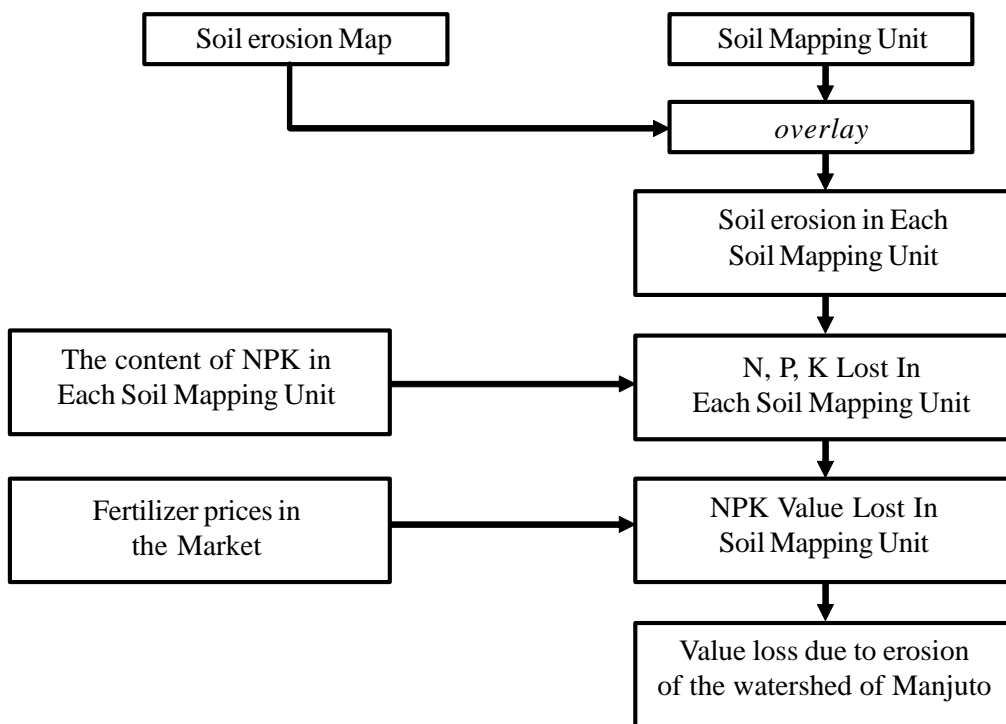 Soil erosion Map
Soil Mapping Unit
overlay
Soil erosion in Each
Soil Mapping Unit
The content of NPK in
Each Soil Mapping Unit
N, P, K Lost In
Each Soil Mapping Unit
Fertilizer prices in
the Market
NPK Value Lost In
Soil Mapping Unit
Value loss due to erosion
of the watershed of Manjuto